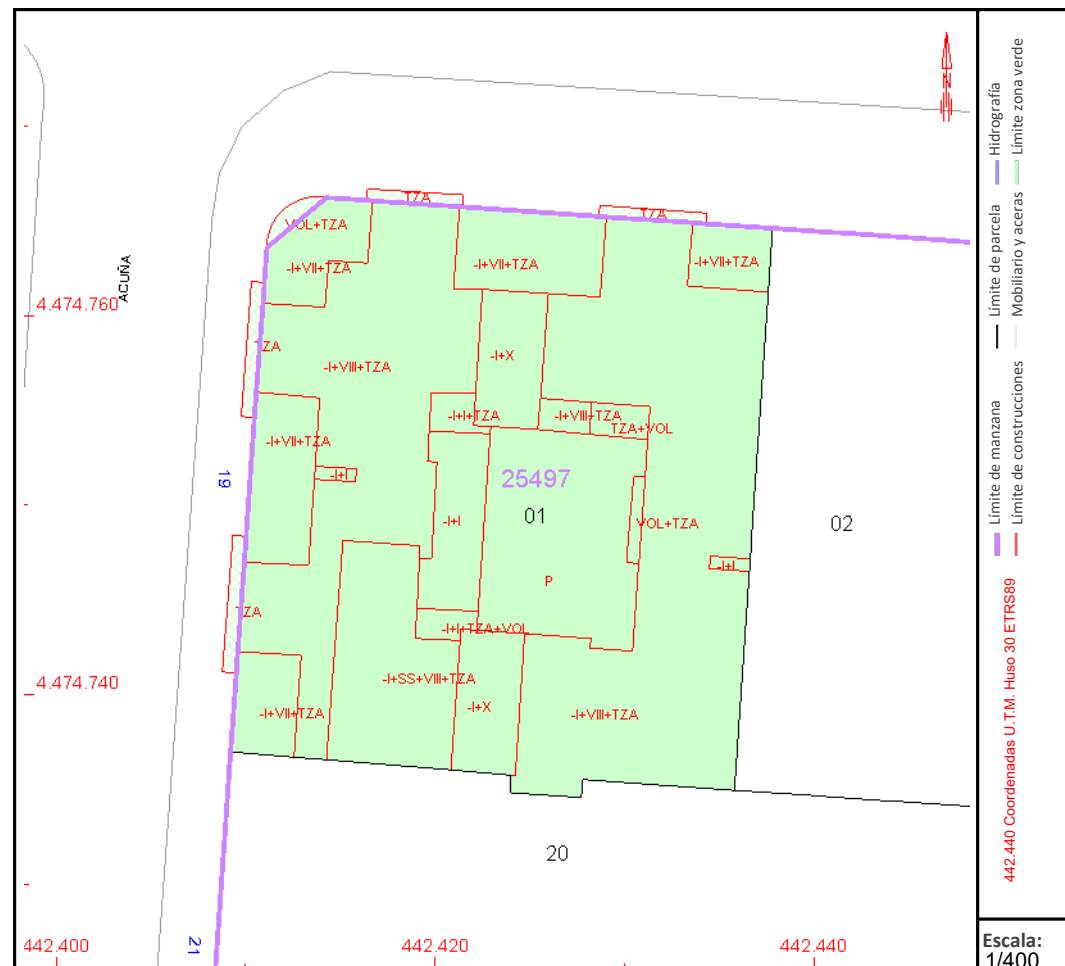 TZA
VOL+TZA
TZA
-I+VII+TZA
-I+VII+TZA
-I+VII+TZA
ACUÑA
4.474.760
TZA
-I+X
-I+VIII+TZA
-I+I+TZA
-I+VIII+TZA
TZA+VOL
-I+VII+TZA
19
-I+I
25497
01
-I+I
VOL+TZA
02
-I+I
P
TZA
-I+I+TZA+VOL
4.474.740
-I+SS+VIII+TZA
-I+X
-I+VII+TZA
-I+VIII+TZA
20
21
442.400
442.420
442.440
N
Límite de manzana
Límite de parcela
Hidrografía
Límite de construcciones
Mobiliario y aceras
Límite zona verde
442.440 Coordenadas U.T.M. Huso 30 ETRS89
Escala:
1/400